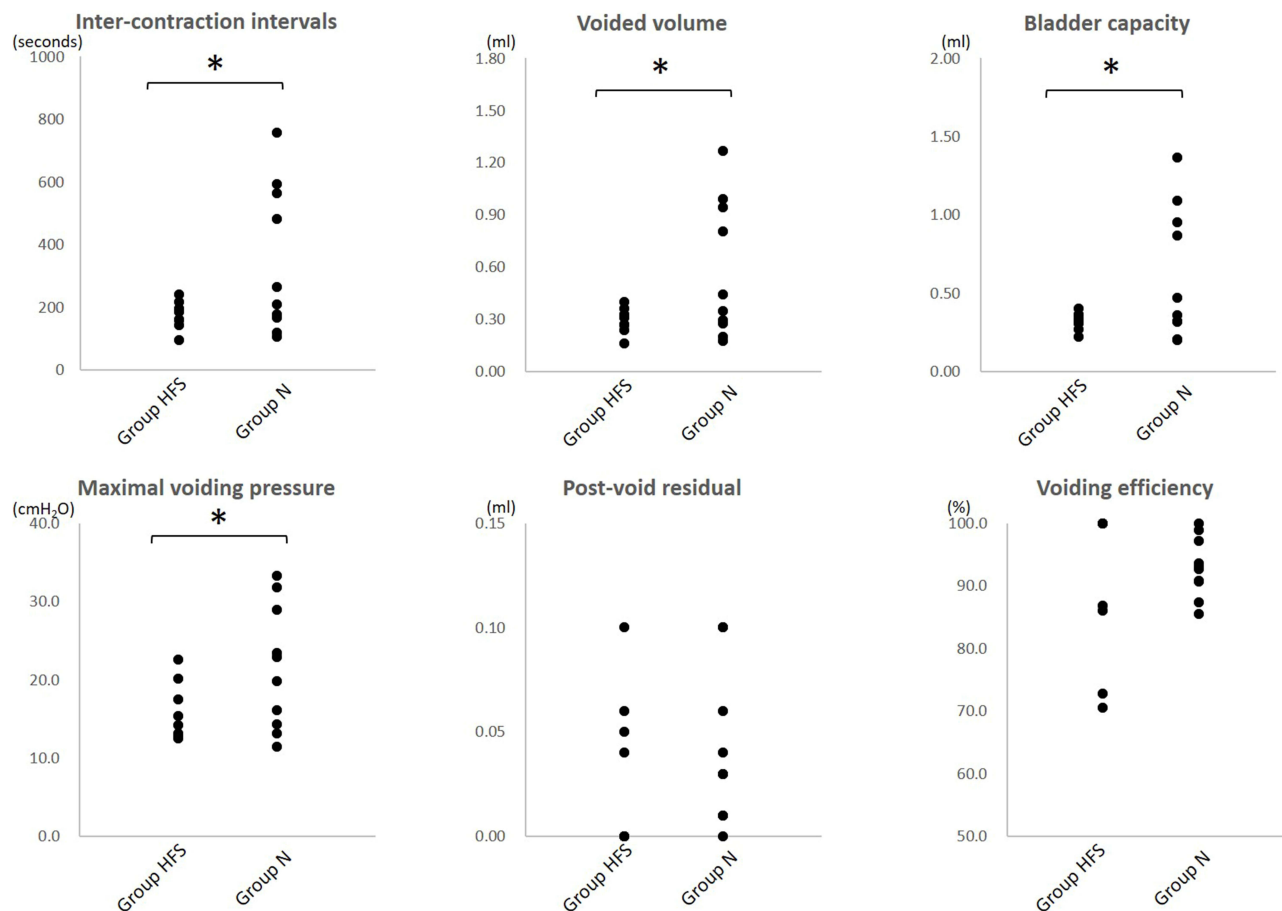 Inter-contraction intervals
(seconds)
1000
800
600
400
200
0
*
Group HFS
Group N
Voided volume
(ml)
1.80
1.50
1.20
0.90
0.60
0.30
0.00
*
Group HFS
Group N
Bladder capacity
(ml)
2.00
1.50
1.00
0.50
0.00
*
Group HFS
Group N
Maximal voiding pressure
(cmH₂O)
40.0
30.0
20.0
10.0
0.0
*
Group HFS
Group N
Post-void residual
(ml)
0.15
0.10
0.05
0.00
Group HFS
Group N
Voiding efficiency
(%)
100.0
90.0
80.0
70.0
60.0
50.0
Group HFS
Group N